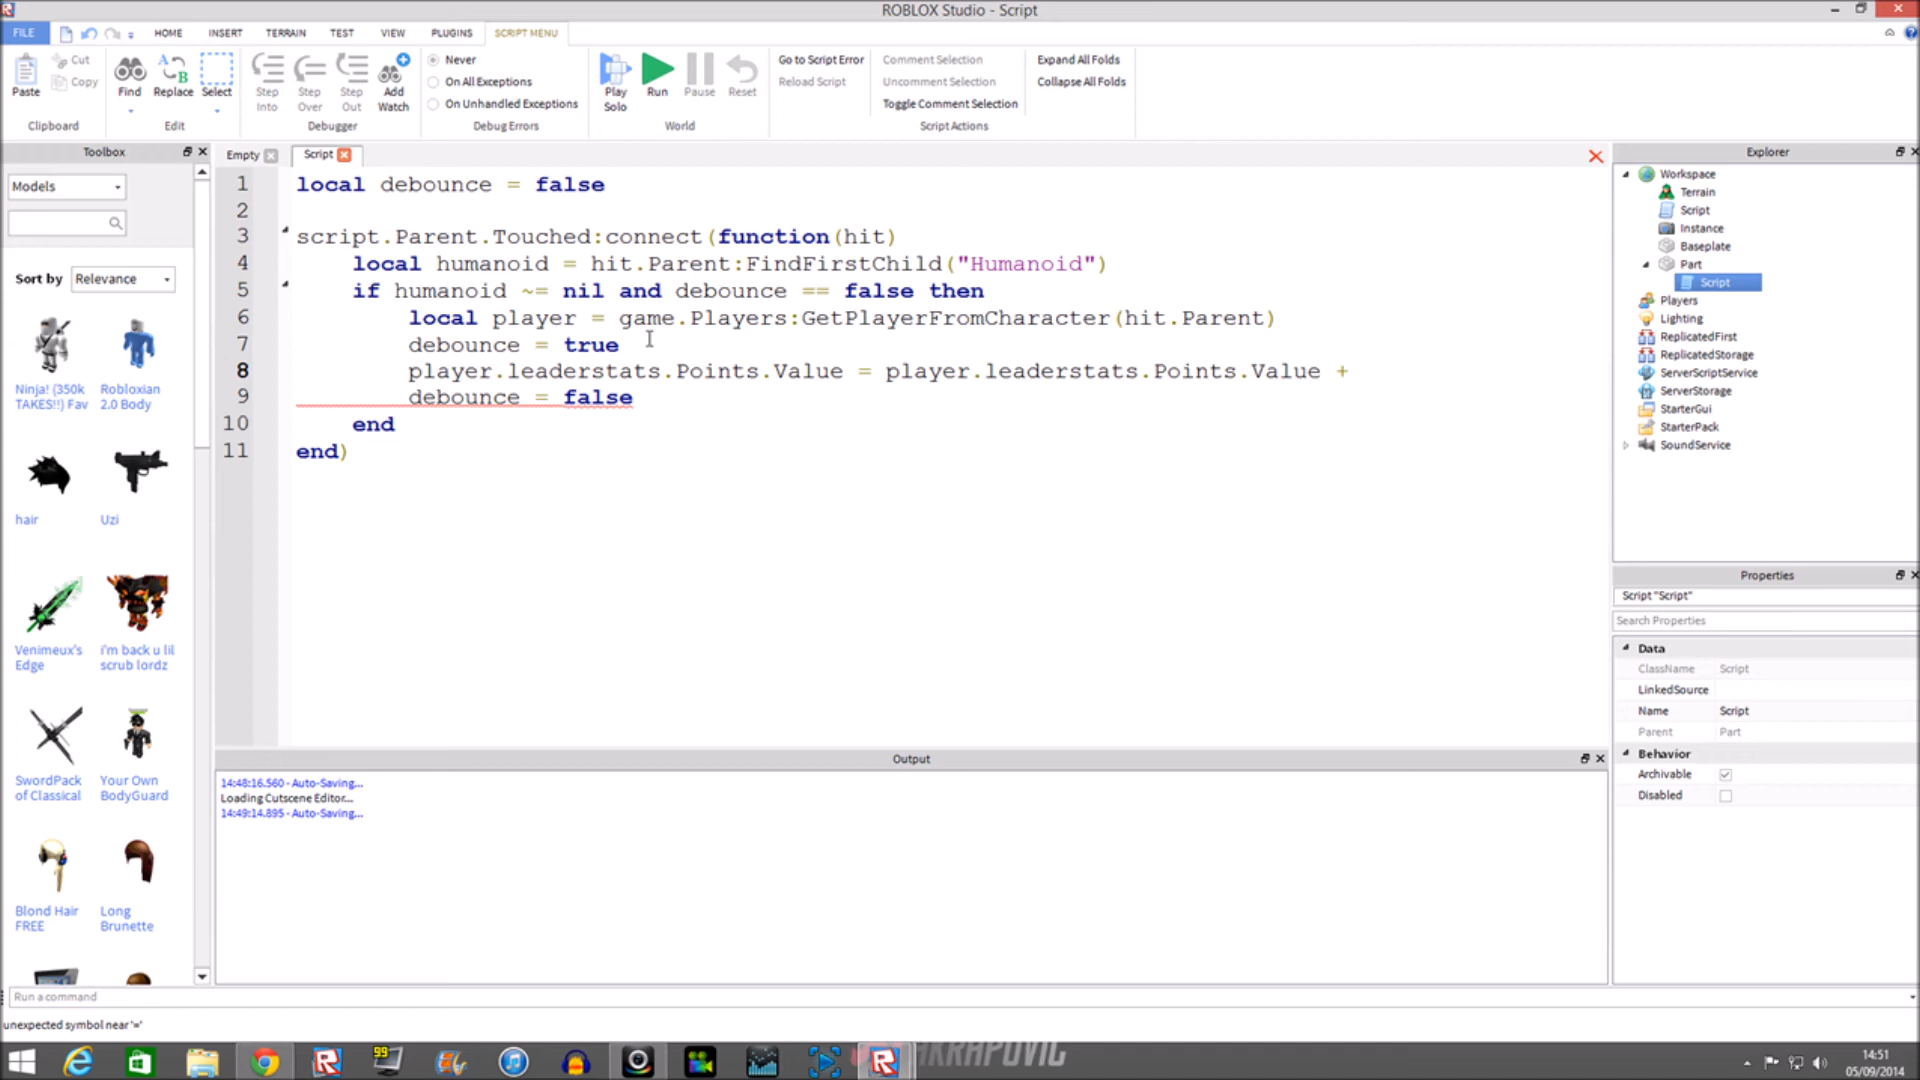 ROBLOX Studio - Script
FILE
HOME
INSERT
TERRAIN
TEST
VIEW
PLUGINS
SCRIPT MENU
Paste
Cut
Copy
Clipboard
Find
Replace
Select
Edit
Step Into
Step Over
Step Out
Add Watch
Debugger
Never
On All Exceptions
On Unhandled Exceptions
Debug Errors
Play Solo
Run
Pause
Reset
World
Go to Script Error
Reload Script
Comment Selection
Uncomment Selection
Toggle Comment Selection
Script Actions
Expand All Folds
Collapse All Folds
Toolbox
Models
Sort by Relevance
Ninja! (350k TAKES!!) Fav
Robloxian 2.0 Body
hair
Uzi
Venimeux's Edge
i'm back u lil scrub lordz
SwordPack of Classical
Your Own BodyGuard
Blond Hair FREE
Long Brunette
Empty
Script
1 local debounce = false
2
3 script.Parent.Touched:connect(function(hit)
4 local humanoid = hit.Parent:FindFirstChild("Humanoid")
5 if humanoid ~= nil and debounce == false then
6 local player = game.Players:GetPlayerFromCharacter(hit.Parent)
7 debounce = true
8 player.leaderstats.Points.Value = player.leaderstats.Points.Value +
9 debounce = false
10 end
11 end)
Output
14:48:16.560 - Auto-Saving...
Loading Cutscene Editor...
14:49:14.895 - Auto-Saving...
Explorer
Workspace
Terrain
Script
Instance
Baseplate
Part
Script
Players
Lighting
ReplicatedFirst
ReplicatedStorage
ServerScriptService
ServerStorage
StarterGui
StarterPack
SoundService
Properties
Script "Script"
Search Properties
Data
ClassName Script
LinkedSource
Name Script
Parent Part
Behavior
Archivable
Disabled
Run a command
unexpected symbol near '='
99
AKRAPOVIC
14:51
05/09/2014